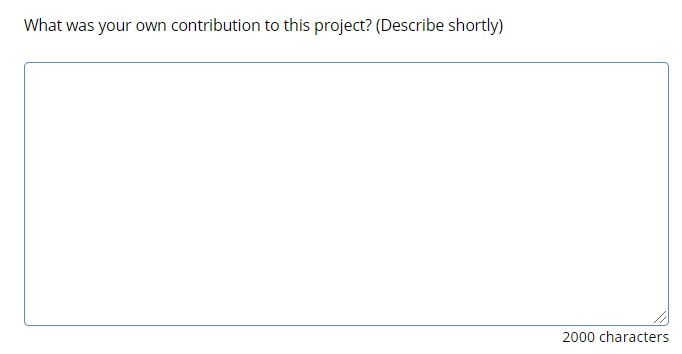 What was your own contribution to this project? (Describe shortly)
2000 characters